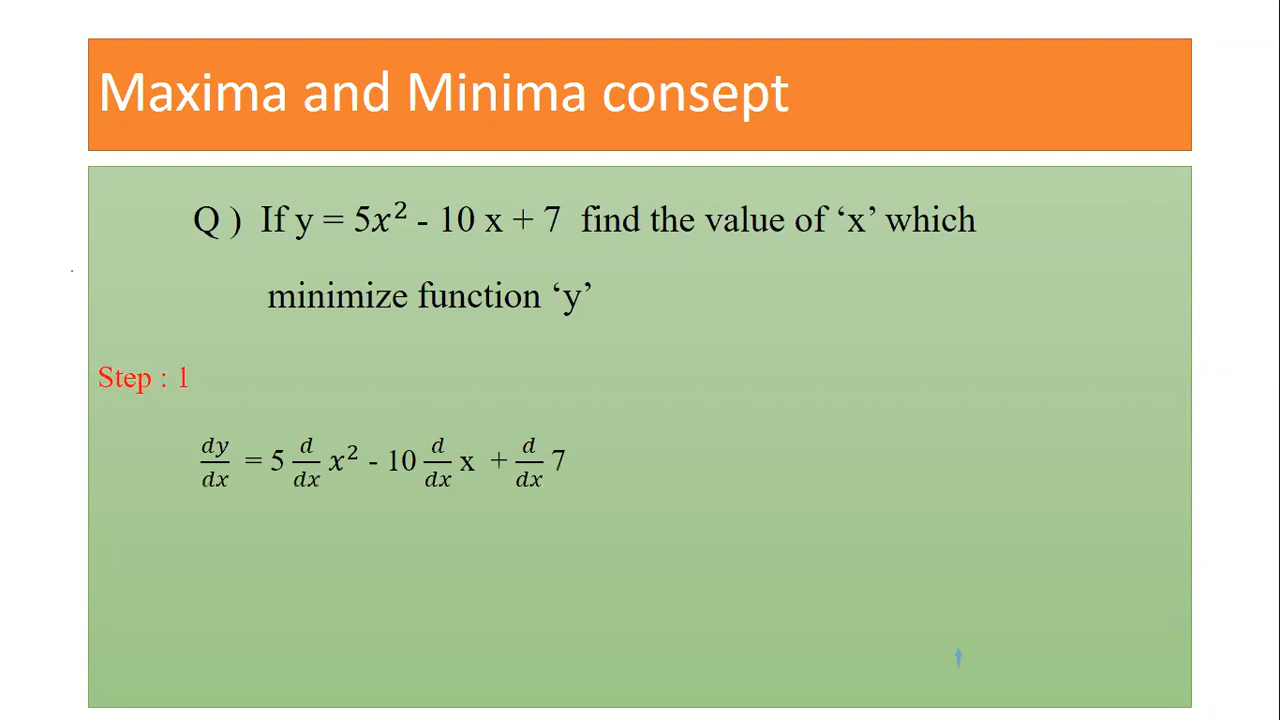 Maxima and Minima consept
Q ) If y = 5𝑥² - 10 x + 7 find the value of ‘x’ which
minimize function ‘y’
Step : 1
𝑑𝑦/𝑑𝑥 = 5 𝑑/𝑑𝑥 𝑥² - 10 𝑑/𝑑𝑥 x + 𝑑/𝑑𝑥 7